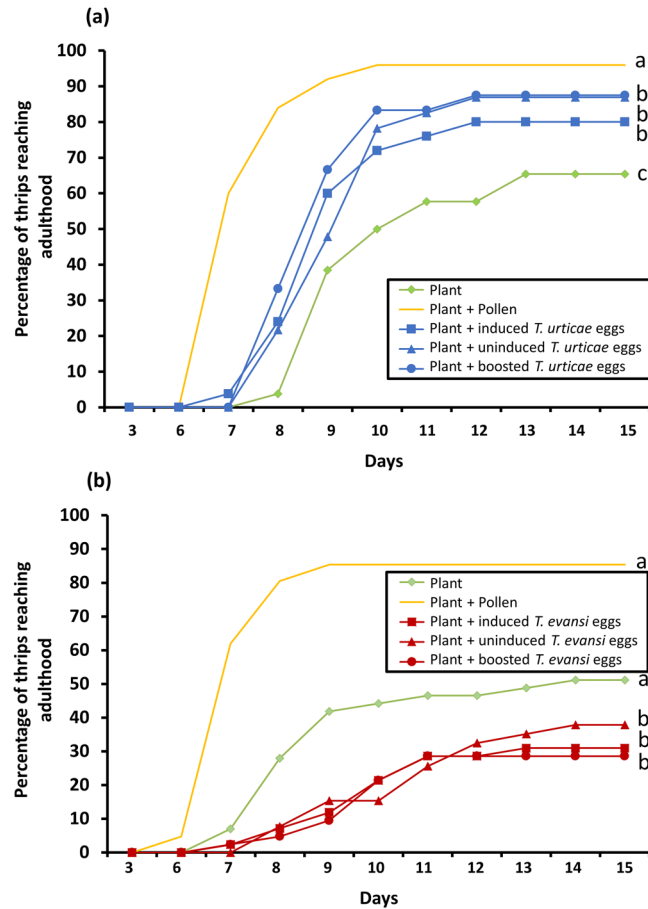 (a)
Percentage of thrips reaching
adulthood
100
90
80
70
60
50
40
30
20
10
0
a
b
b
b
c
Plant
Plant + Pollen
Plant + induced T. urticae eggs
Plant + uninduced T. urticae eggs
Plant + boosted T. urticae eggs
3 6 7 8 9 10 11 12 13 14 15
Days
(b)
Percentage of thrips reaching
adulthood
100
90
80
70
60
50
40
30
20
10
0
a
a
b
b
b
Plant
Plant + Pollen
Plant + induced T. evansi eggs
Plant + uninduced T. evansi eggs
Plant + boosted T. evansi eggs
3 6 7 8 9 10 11 12 13 14 15
Days